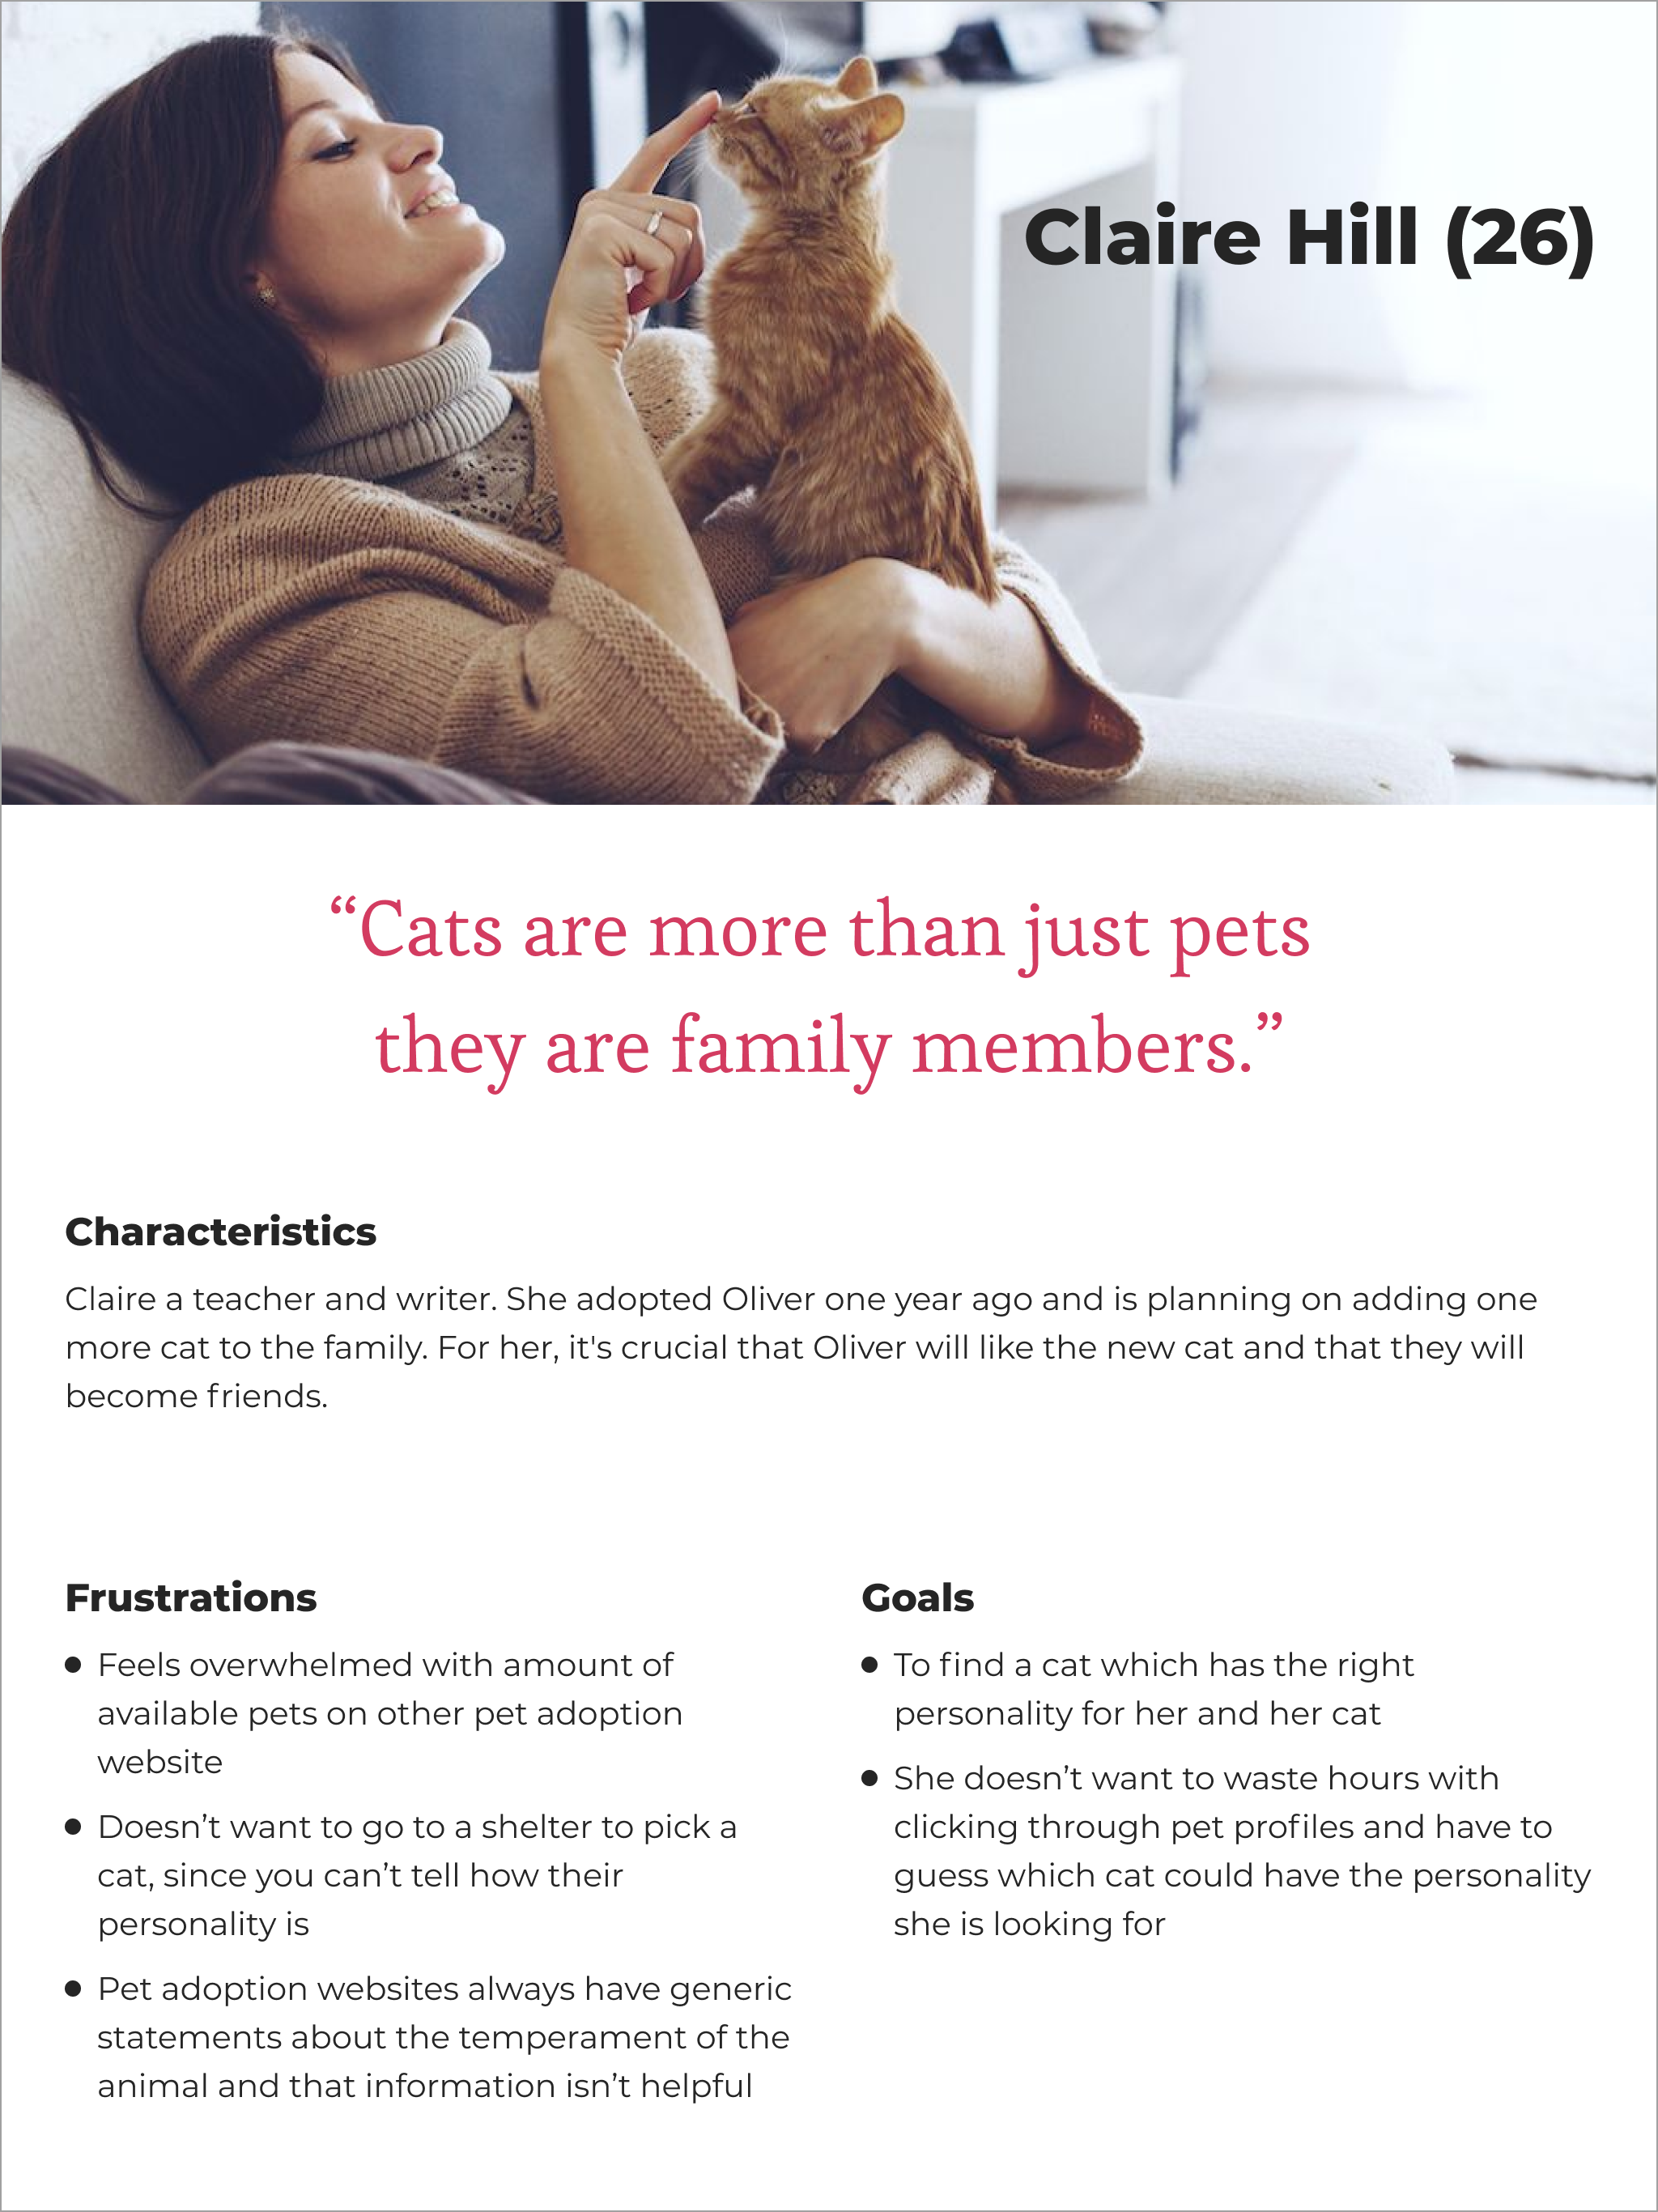 Claire Hill (26)
“Cats are more than just pets
they are family members.”
Characteristics
Claire a teacher and writer. She adopted Oliver one year ago and is planning on adding one
more cat to the family. For her, it's crucial that Oliver will like the new cat and that they will
become friends.
Frustrations
● Feels overwhelmed with amount of
available pets on other pet adoption
website
● Doesn’t want to go to a shelter to pick a
cat, since you can’t tell how their
personality is
● Pet adoption websites always have generic
statements about the temperament of the
animal and that information isn’t helpful
Goals
● To find a cat which has the right
personality for her and her cat
● She doesn’t want to waste hours with
clicking through pet profiles and have to
guess which cat could have the personality
she is looking for